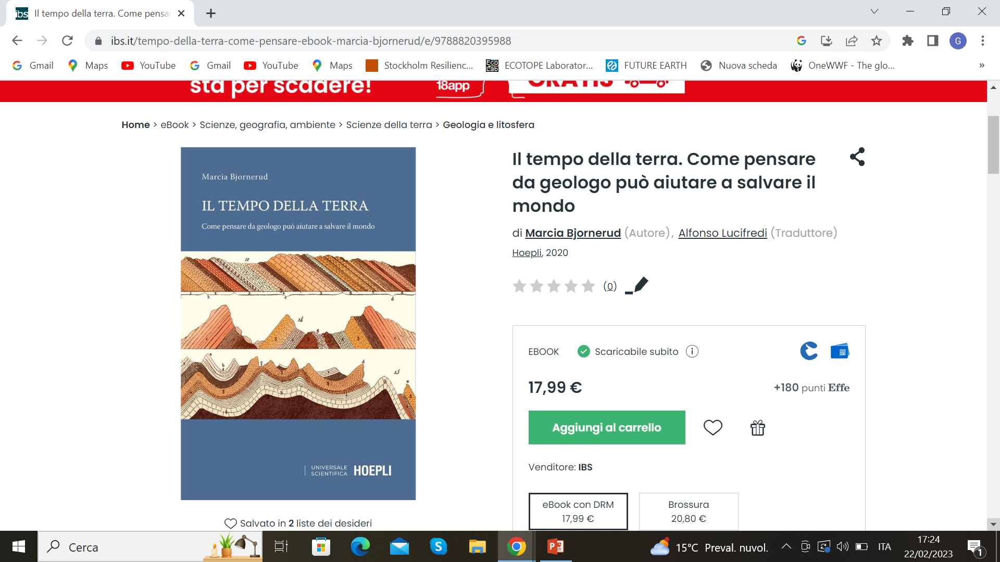 Il tempo della terra. Come pensa
ibs.it/tempo-della-terra-come-pensare-ebook-marcia-bjornerud/e/9788820395988
G
Gmail
Maps
YouTube
Gmail
YouTube
Maps
Stockholm Resilienc...
ECOTOPE Laborator...
FUTURE EARTH
Nuova scheda
OneWWF - The glo...
»
sta per scadere!
18app
GRATIS
Home > eBook > Scienze, geografia, ambiente > Scienze della terra > Geologia e litosfera
Marcia Bjornerud
IL TEMPO DELLA TERRA
Come pensare da geologo può aiutare a salvare il mondo
UNIVERSALE
SCIENTIFICA
HOEPLI
Salvato in 2 liste dei desideri
Il tempo della terra. Come pensare
da geologo può aiutare a salvare il
mondo
di Marcia Bjornerud (Autore), Alfonso Lucifredi (Traduttore)
Hoepli, 2020
(0)
EBOOK
Scaricabile subito
17,99 €
+180 punti Effe
Aggiungi al carrello
Venditore: IBS
eBook con DRM
17,99 €
Brossura
20,80 €
Cerca
15°C Preval. nuvol.
ITA
17:24
22/02/2023
1